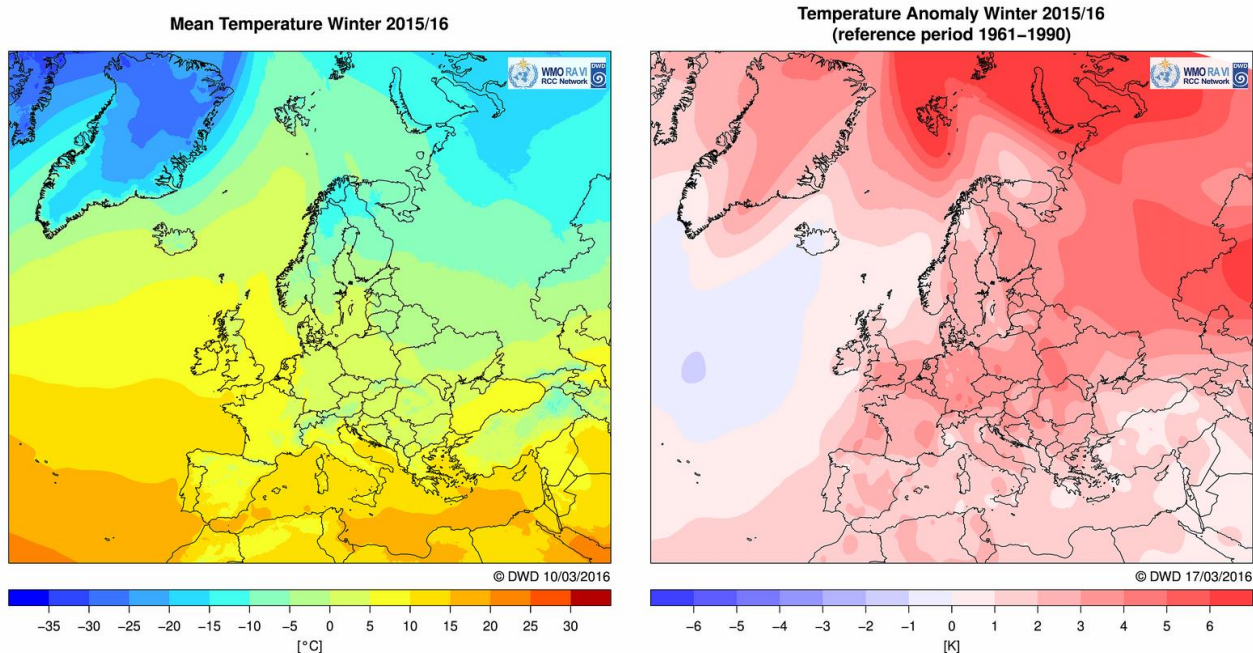 Mean Temperature Winter 2015/16
WMO RA VI
RCC Network
DWD
© DWD 10/03/2016
−35 −30 −25 −20 −15 −10 −5 0 5 10 15 20 25 30
[°C]
Temperature Anomaly Winter 2015/16
(reference period 1961−1990)
WMO RA VI
RCC Network
DWD
© DWD 17/03/2016
−6 −5 −4 −3 −2 −1 0 1 2 3 4 5 6
[K]